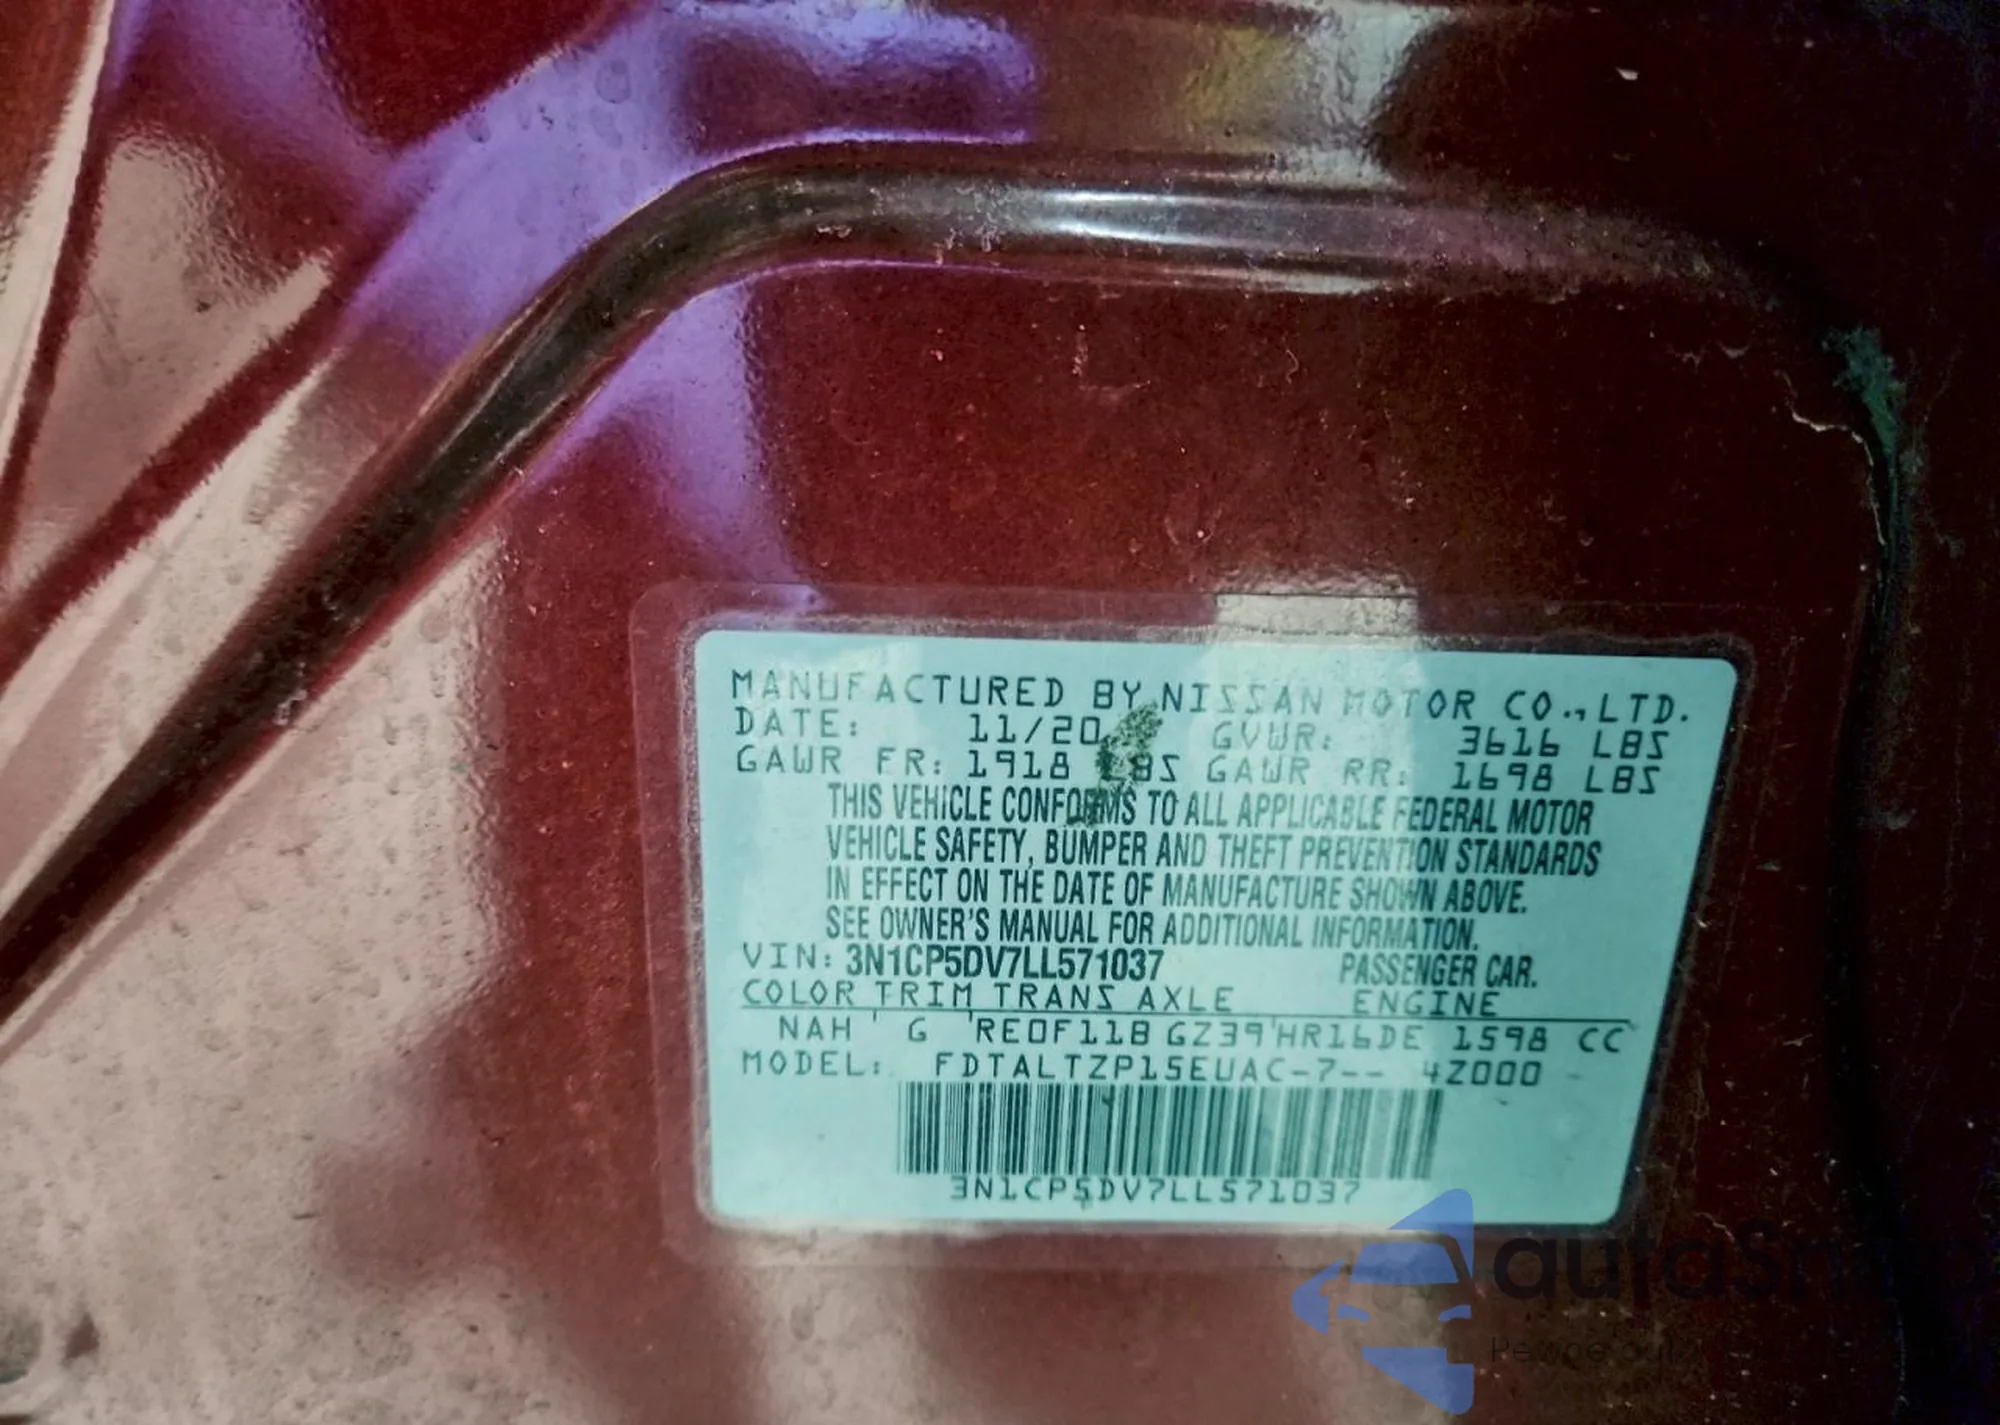 MANUFACTURED BY NISSAN MOTOR CO., LTD.
DATE: 11/20 GVWR: 3616 LBS
GAWR FR: 1918 LBS GAWR RR: 1698 LBS
THIS VEHICLE CONFORMS TO ALL APPLICABLE FEDERAL MOTOR
VEHICLE SAFETY, BUMPER AND THEFT PREVENTION STANDARDS
IN EFFECT ON THE DATE OF MANUFACTURE SHOWN ABOVE.
SEE OWNER'S MANUAL FOR ADDITIONAL INFORMATION.
VIN: 3N1CP5DV7LL571037 PASSENGER CAR.
COLOR TRIM TRANS AXLE ENGINE
NAH G RE0F11B GZ39 HR16DE 1598 CC
MODEL: FDTALTZP15EUAC-7-- 4Z000
3N1CP5DV7LL571037